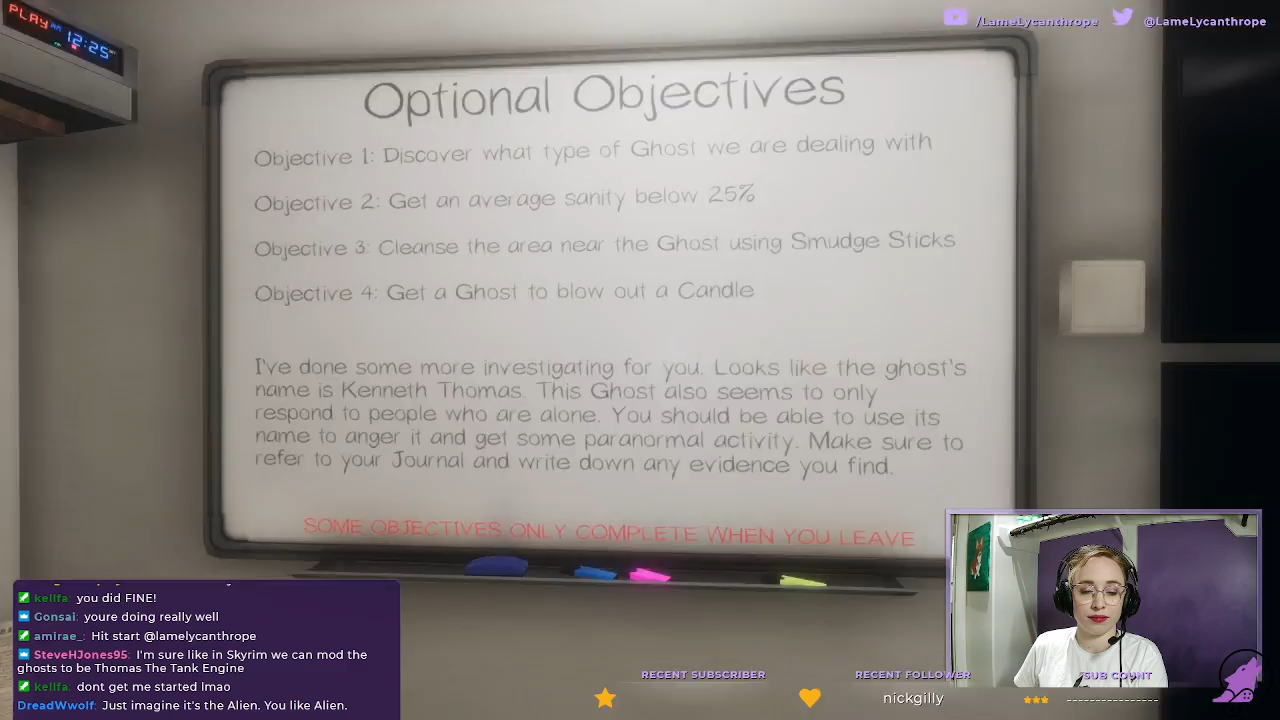 PLAY
12:25
/LameLycanthrope @LameLycanthrope
Optional Objectives
Objective 1: Discover what type of Ghost we are dealing with
Objective 2: Get an average sanity below 25%
Objective 3: Cleanse the area near the Ghost using Smudge Sticks
Objective 4: Get a Ghost to blow out a Candle
I've done some more investigating for you. Looks like the ghost's
name is Kenneth Thomas. This Ghost also seems to only
respond to people who are alone. You should be able to use its
name to anger it and get some paranormal activity. Make sure to
refer to your Journal and write down any evidence you find.
SOME OBJECTIVES ONLY COMPLETE WHEN YOU LEAVE
kellfa: you did FINE!
Gonsai: youre doing really well
amirae_: Hit start @lamelycanthrope
SteveHJones95: I'm sure like in Skyrim we can mod the
ghosts to be Thomas The Tank Engine
kellfa: dont get me started lmao
DreadWwolf: Just imagine it's the Alien. You like Alien.
RECENT SUBSCRIBER
RECENT FOLLOWER
nickgilly
SUB COUNT